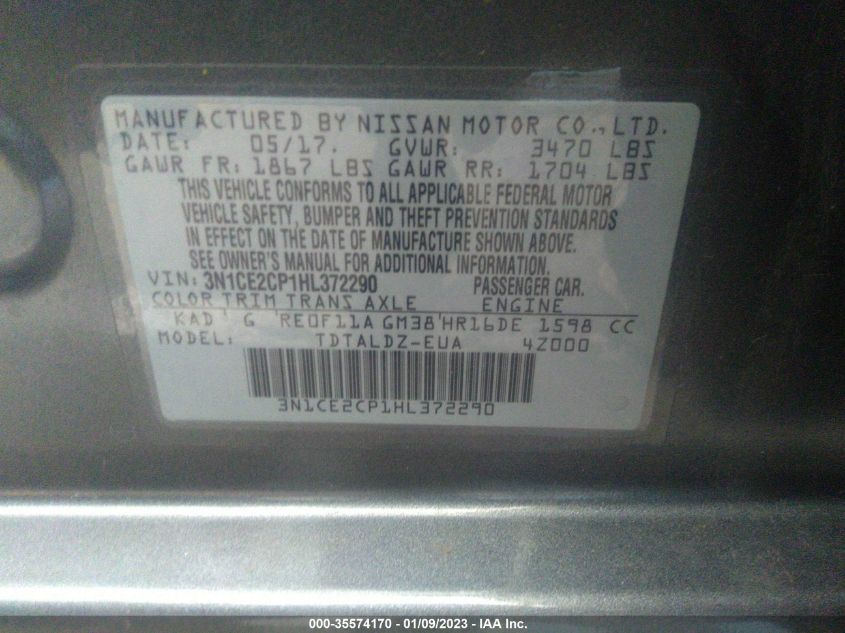 MANUFACTURED BY NISSAN MOTOR CO., LTD.
DATE: 05/17. GVWR: 3470 LBS
GAWR FR: 1867 LBS GAWR RR: 1704 LBS
THIS VEHICLE CONFORMS TO ALL APPLICABLE FEDERAL MOTOR
VEHICLE SAFETY, BUMPER AND THEFT PREVENTION STANDARDS
IN EFFECT ON THE DATE OF MANUFACTURE SHOWN ABOVE.
SEE OWNER'S MANUAL FOR ADDITIONAL INFORMATION.
VIN: 3N1CE2CP1HL372290 PASSENGER CAR.
COLOR TRIM TRANS AXLE ENGINE
KAD ' G 'RE0F11A GM38'HR16DE 1598 CC
MODEL: TDTALDZ-EUA 4Z000
3N1CE2CP1HL372290
000-35574170 - 01/09/2023 - IAA Inc.